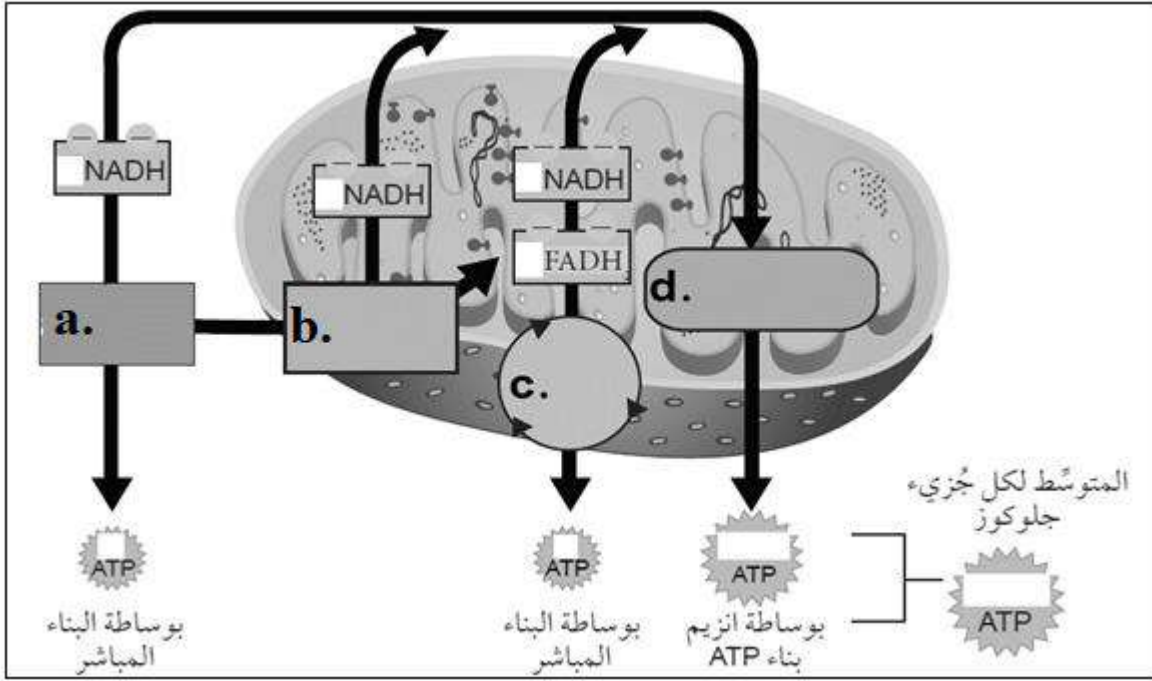 NADH
NADH
NADH
FADH
a.
b.
c.
d.
ATP
بوساطة البناء
المباشر
ATP
بوساطة البناء
المباشر
ATP
بوساطة انزيم
بناء ATP
المتوسِّط لكل جُزيء
جلوكوز
ATP